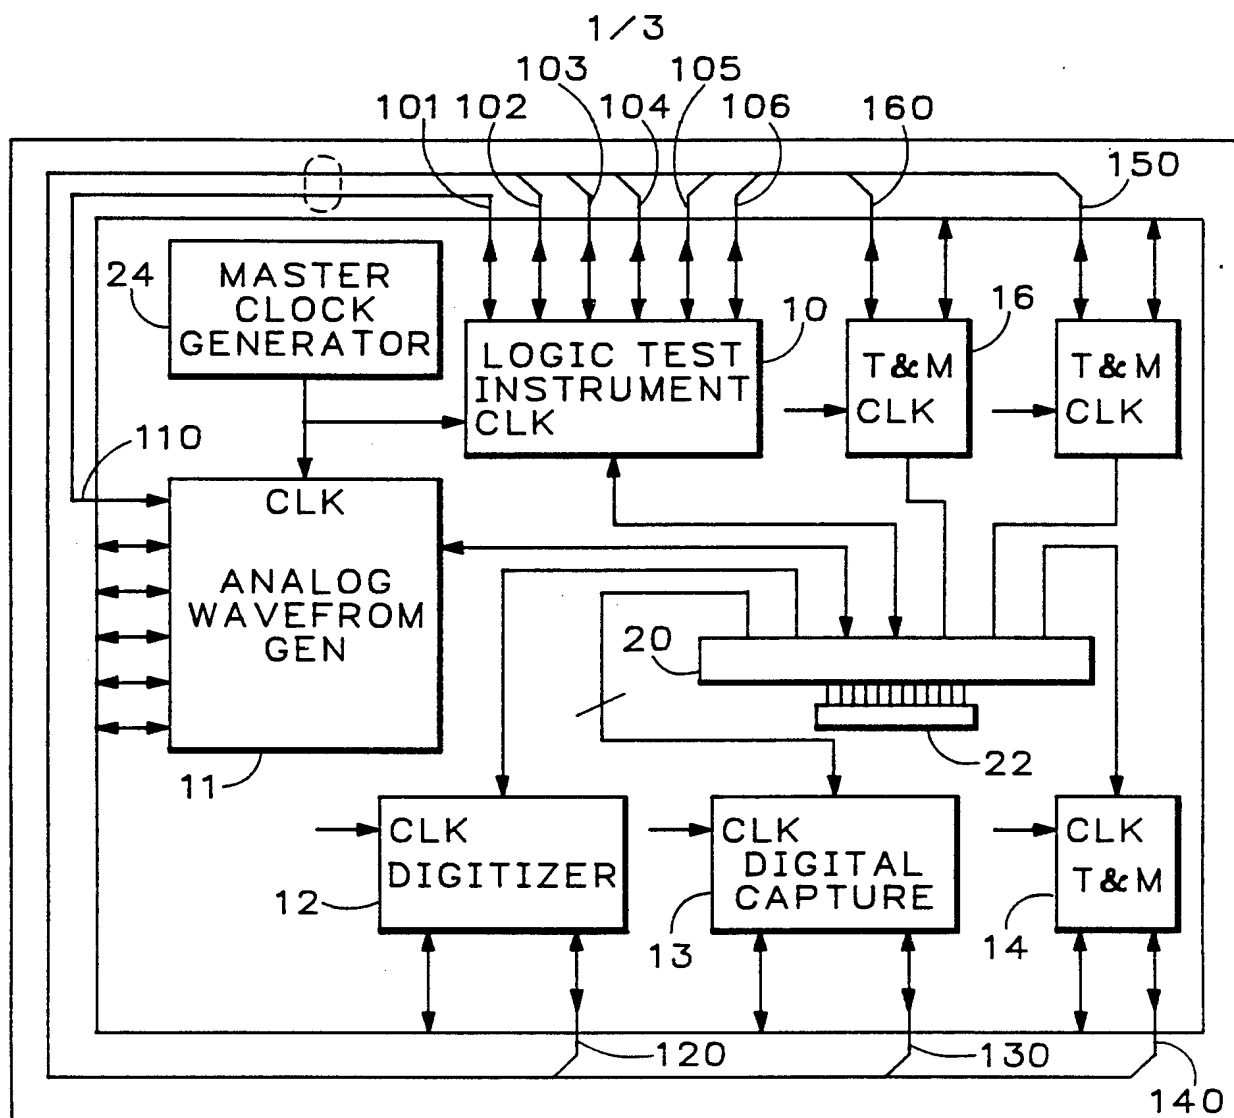 1/3
103
105
101
102
104
106
160
150
24
MASTER
CLOCK
GENERATOR
10
16
LOGIC TEST
INSTRUMENT
CLK
T&M
CLK
T&M
CLK
110
CLK
ANALOG
WAVEFROM
GEN
20
22
11
CLK
DIGITIZER
CLK
DIGITAL
CAPTURE
CLK
T&M
12
13
14
120
130
140